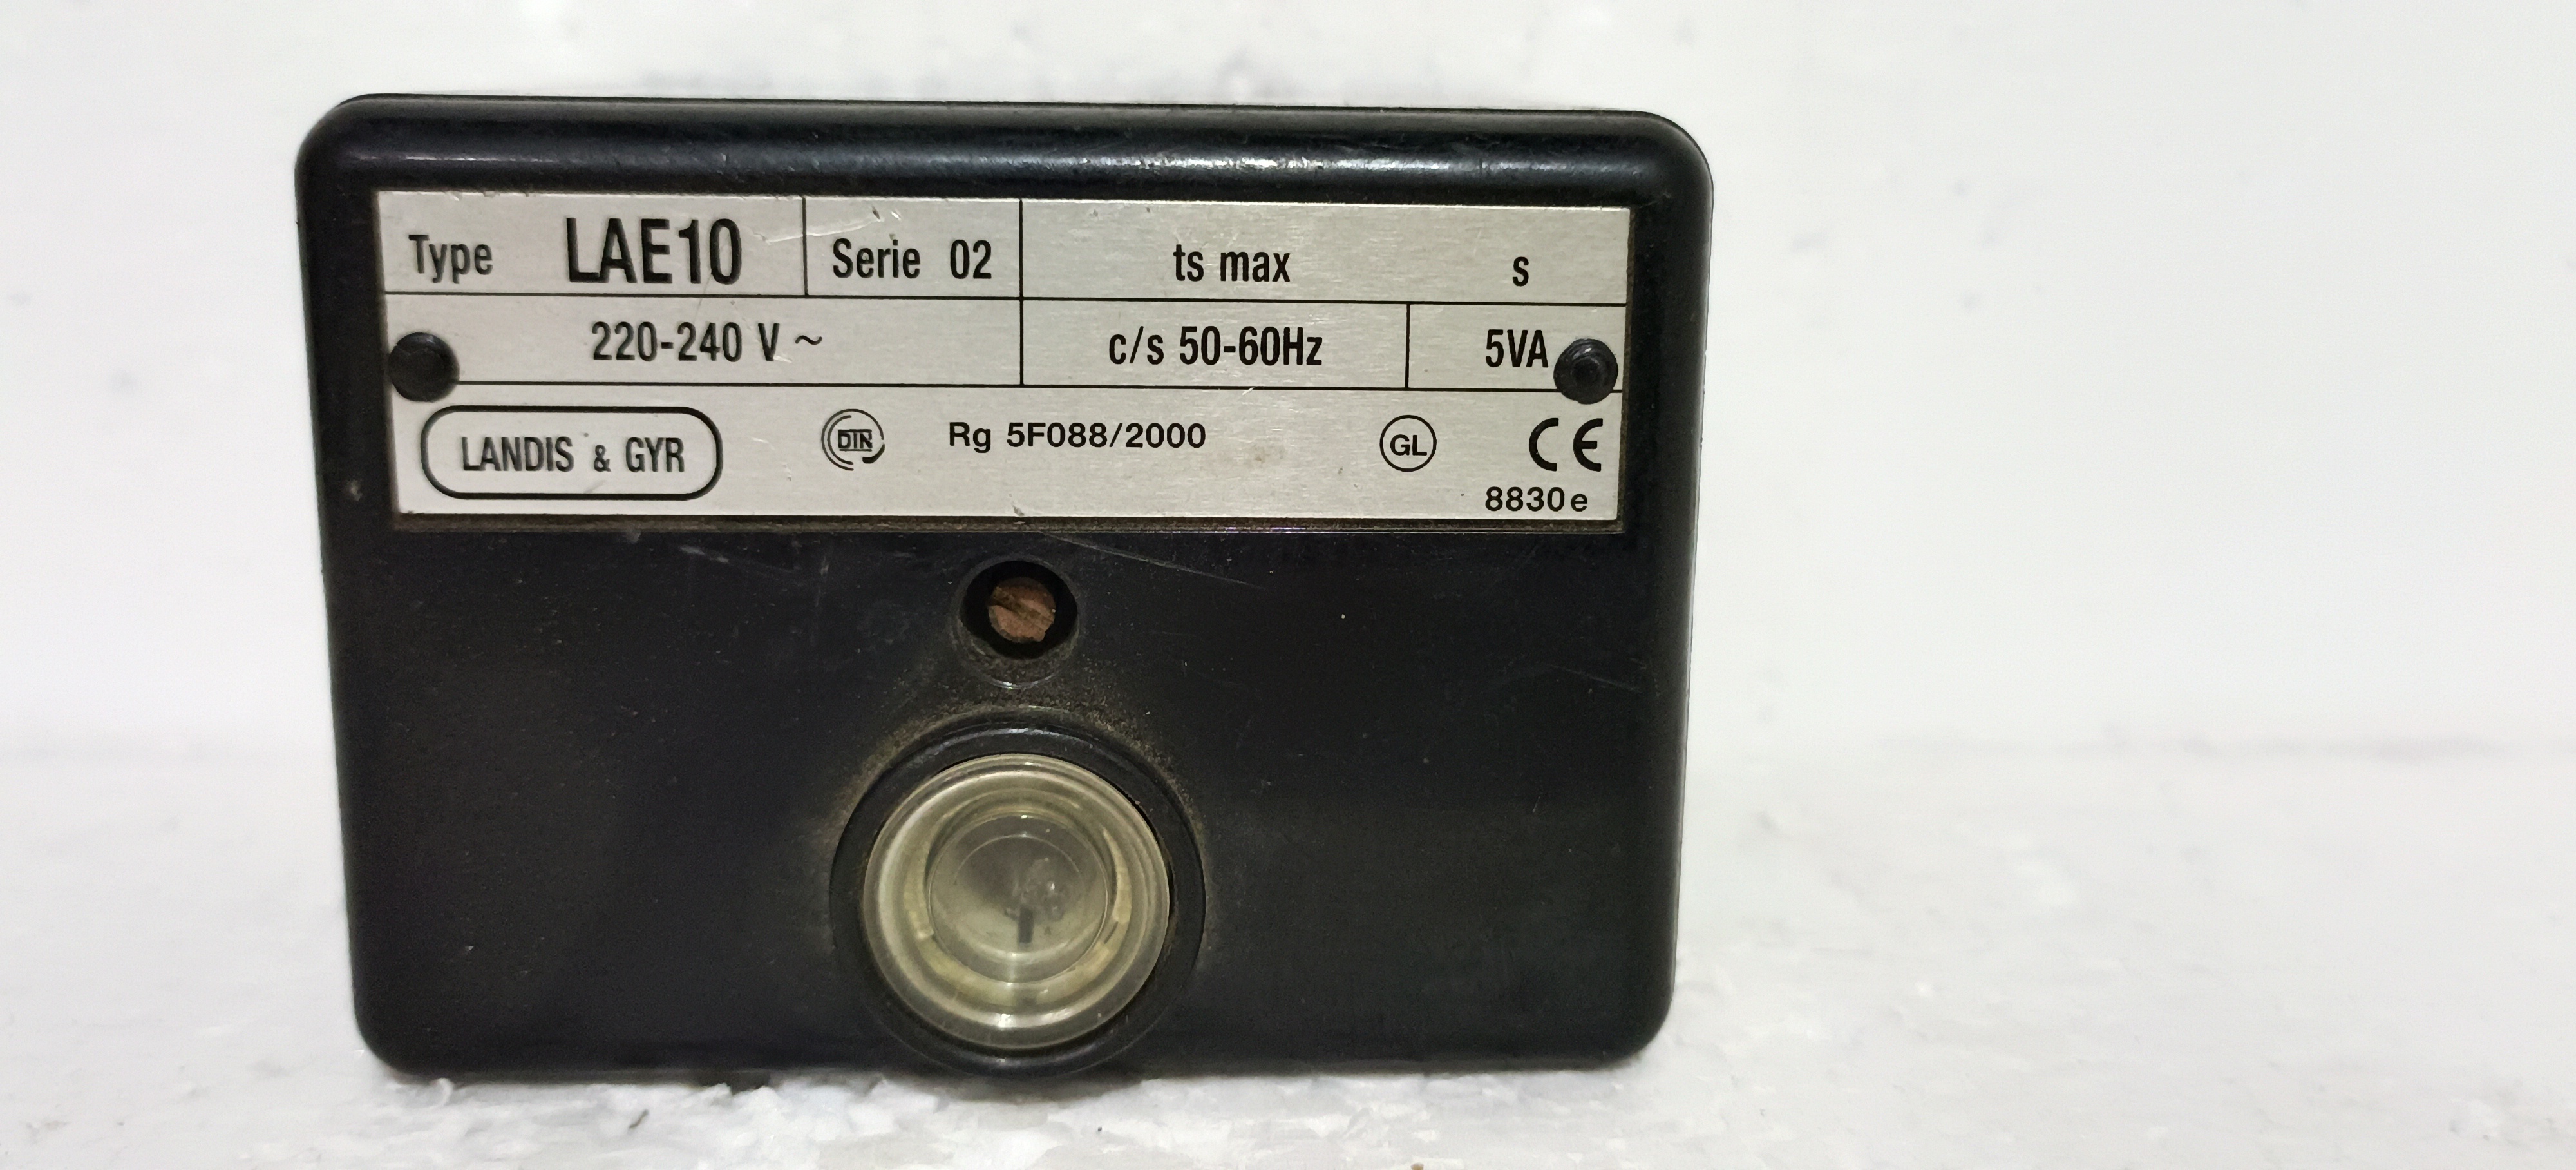 Type LAE10 Serie 02 ts max s
220-240 V ~ c/s 50-60Hz 5VA
LANDIS & GYR DIN Rg 5F088/2000 GL CE
8830e